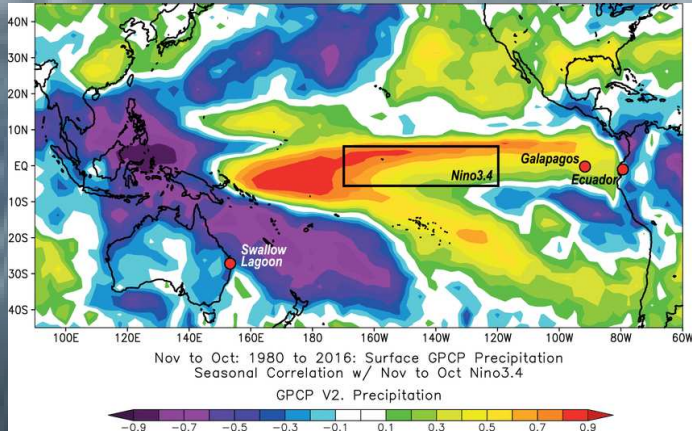 40N
30N
20N
10N
EQ
10S
20S
30S
40S
Nino3.4
Galapagos
Ecuador
Swallow
Lagoon
100E 120E 140E 160E 180 160W 140W 120W 100W 80W 60W
Nov to Oct: 1980 to 2016: Surface GPCP Precipitation
Seasonal Correlation w/ Nov to Oct Nino3.4
GPCP V2. Precipitation
-0.9 -0.7 -0.5 -0.3 -0.1 0.1 0.3 0.5 0.7 0.9